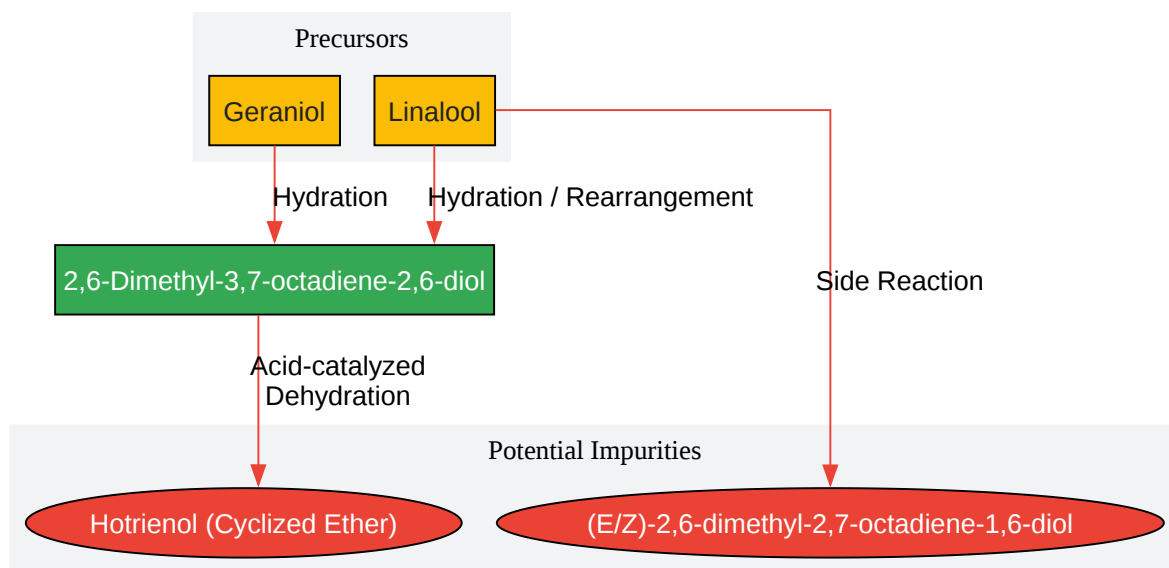 Precursors
Geraniol
Linalool
Hydration
Hydration / Rearrangement
2,6-Dimethyl-3,7-octadiene-2,6-diol
Side Reaction
Acid-catalyzed
Dehydration
Potential Impurities
Hotrienol (Cyclized Ether)
(E/Z)-2,6-dimethyl-2,7-octadiene-1,6-diol